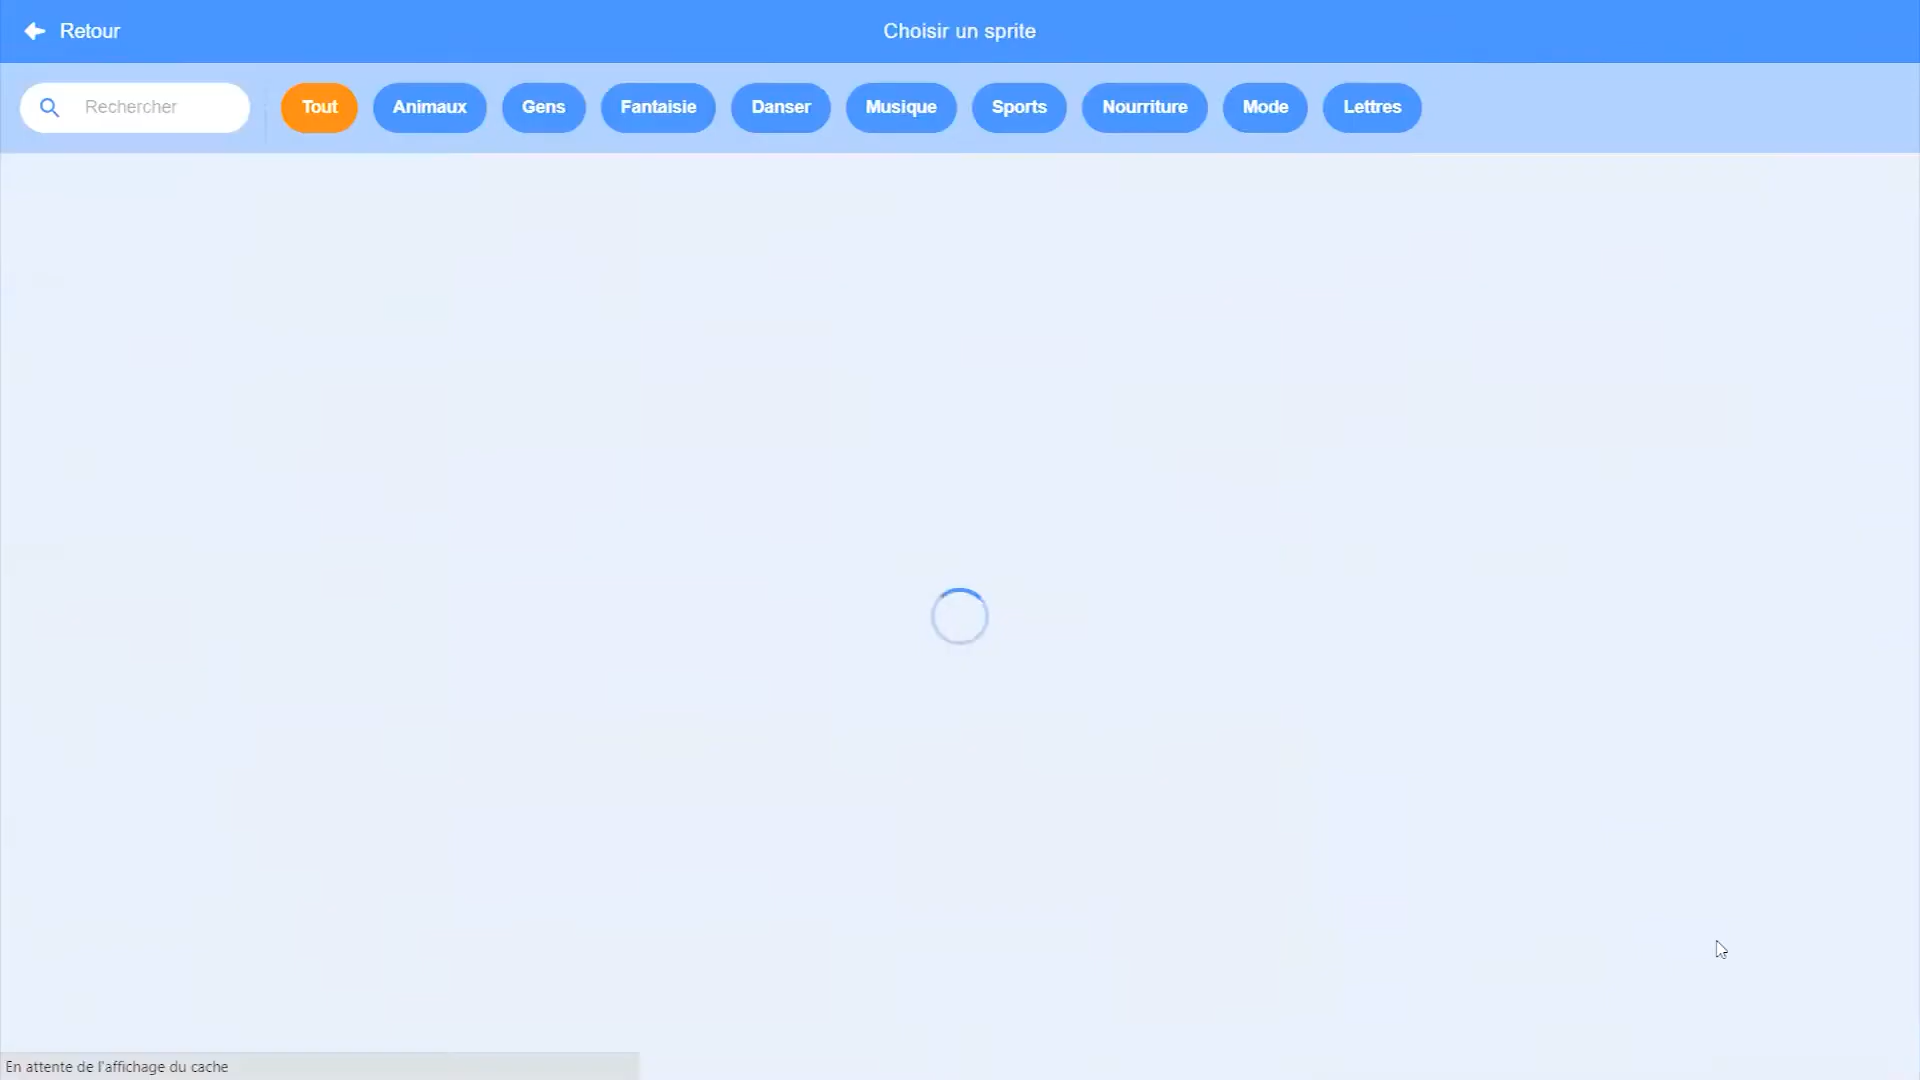 Retour
Choisir un sprite
Rechercher
Tout
Animaux
Gens
Fantaisie
Danser
Musique
Sports
Nourriture
Mode
Lettres
En attente de l'affichage du cache